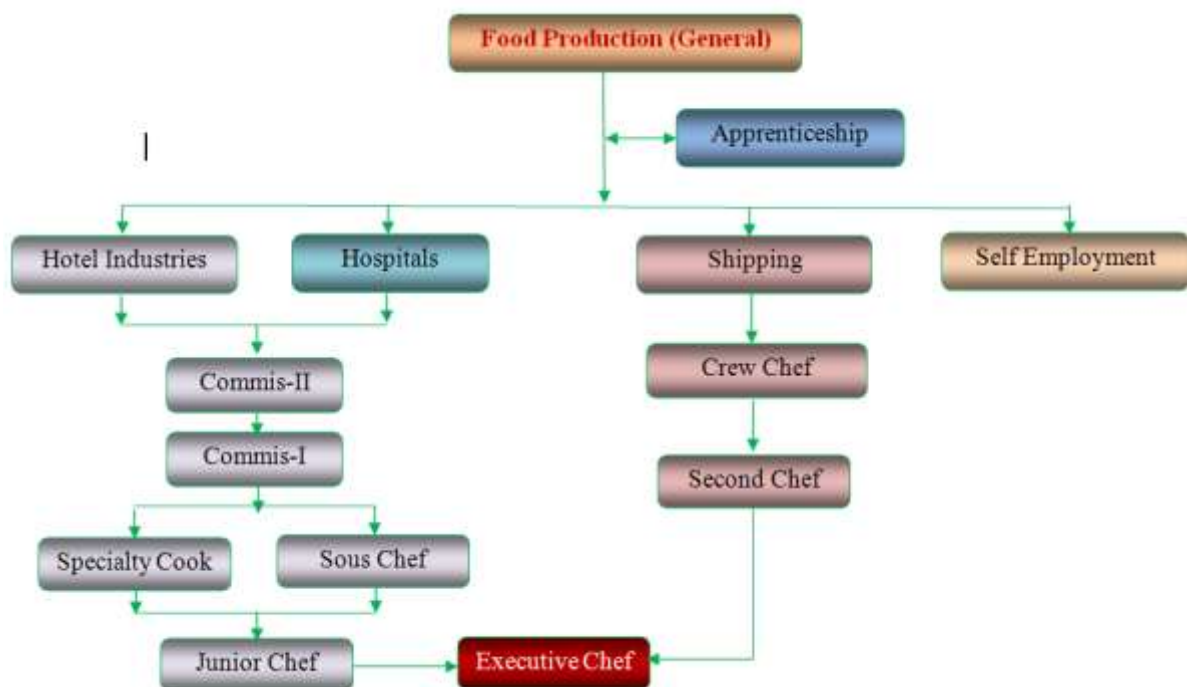 Food Production (General)
Apprenticeship
Hotel Industries
Hospitals
Shipping
Self Employment
Commis-II
Crew Chef
Commis-I
Second Chef
Specialty Cook
Sous Chef
Junior Chef
Executive Chef